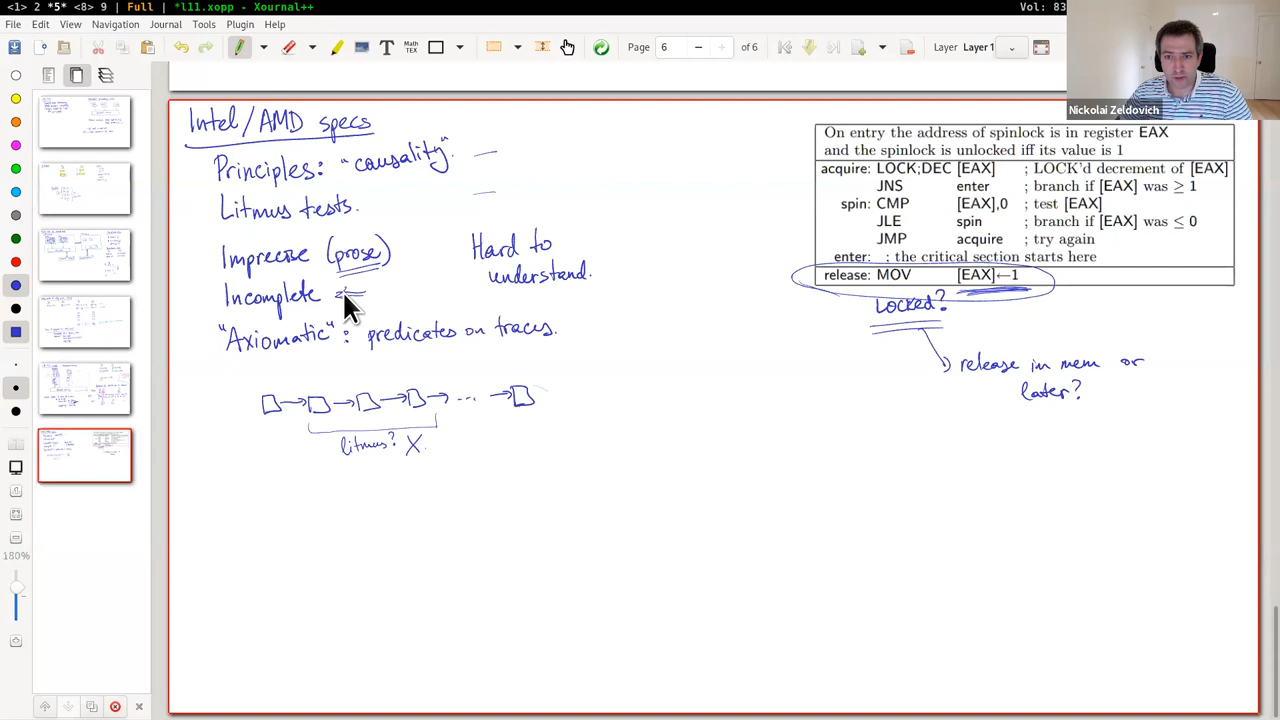 <1> 2 *5* <8> 9 | Full | *l11.xopp - Xournal++
Vol: 83
File Edit View Navigation Journal Tools Plugin Help
Page 6 of 6 Layer Layer 1
Nickolai Zeldovich
Intel/AMD specs
Principles: "causality".
Litmus tests.
Imprecise (prose)
Hard to
understand.
Incomplete
"Axiomatic": predicates on traces.
litmus? X
On entry the address of spinlock is in register EAX
and the spinlock is unlocked iff its value is 1
acquire: LOCK;DEC [EAX] ; LOCK'd decrement of [EAX]
JNS enter ; branch if [EAX] was ≥ 1
spin: CMP [EAX],0 ; test [EAX]
JLE spin ; branch if [EAX] was ≤ 0
JMP acquire ; try again
enter: ; the critical section starts here
release: MOV [EAX]←1
Locked?
release in mem or
later?
180%